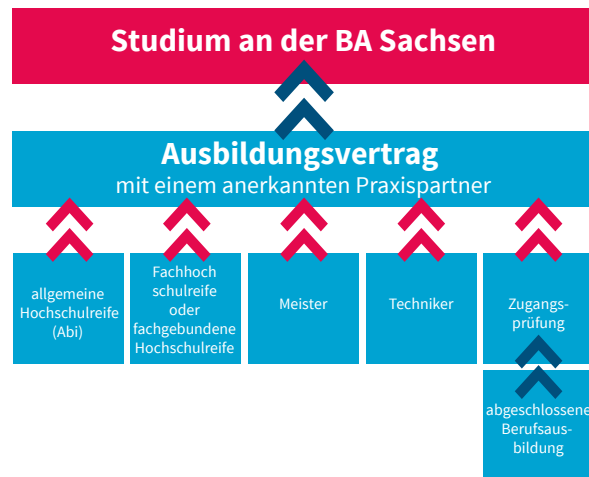 Studium an der BA Sachsen
Ausbildungsvertrag
mit einem anerkannten Praxispartner
allgemeine
Hochschulreife
(Abi)
Fachhoch
schulreife
oder
fachgebundene
Hochschulreife
Meister
Techniker
Zugangs-
prüfung
abgeschlossene
Berufsaus-
bildung